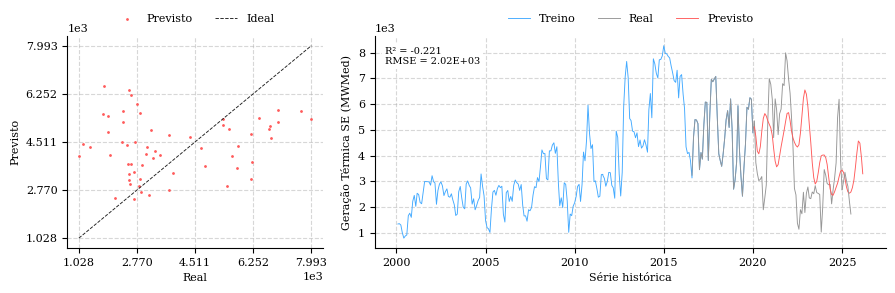 Previsto Ideal
1e3
7.993
6.252
4.511
2.770
1.028
Previsto
1.028 2.770 4.511 6.252 7.993
1e3
Real
Treino Real Previsto
1e3
R² = -0.221
RMSE = 2.02E+03
8
7
6
5
4
3
2
1
Geração Térmica SE (MWMed)
2000 2005 2010 2015 2020 2025
Série histórica